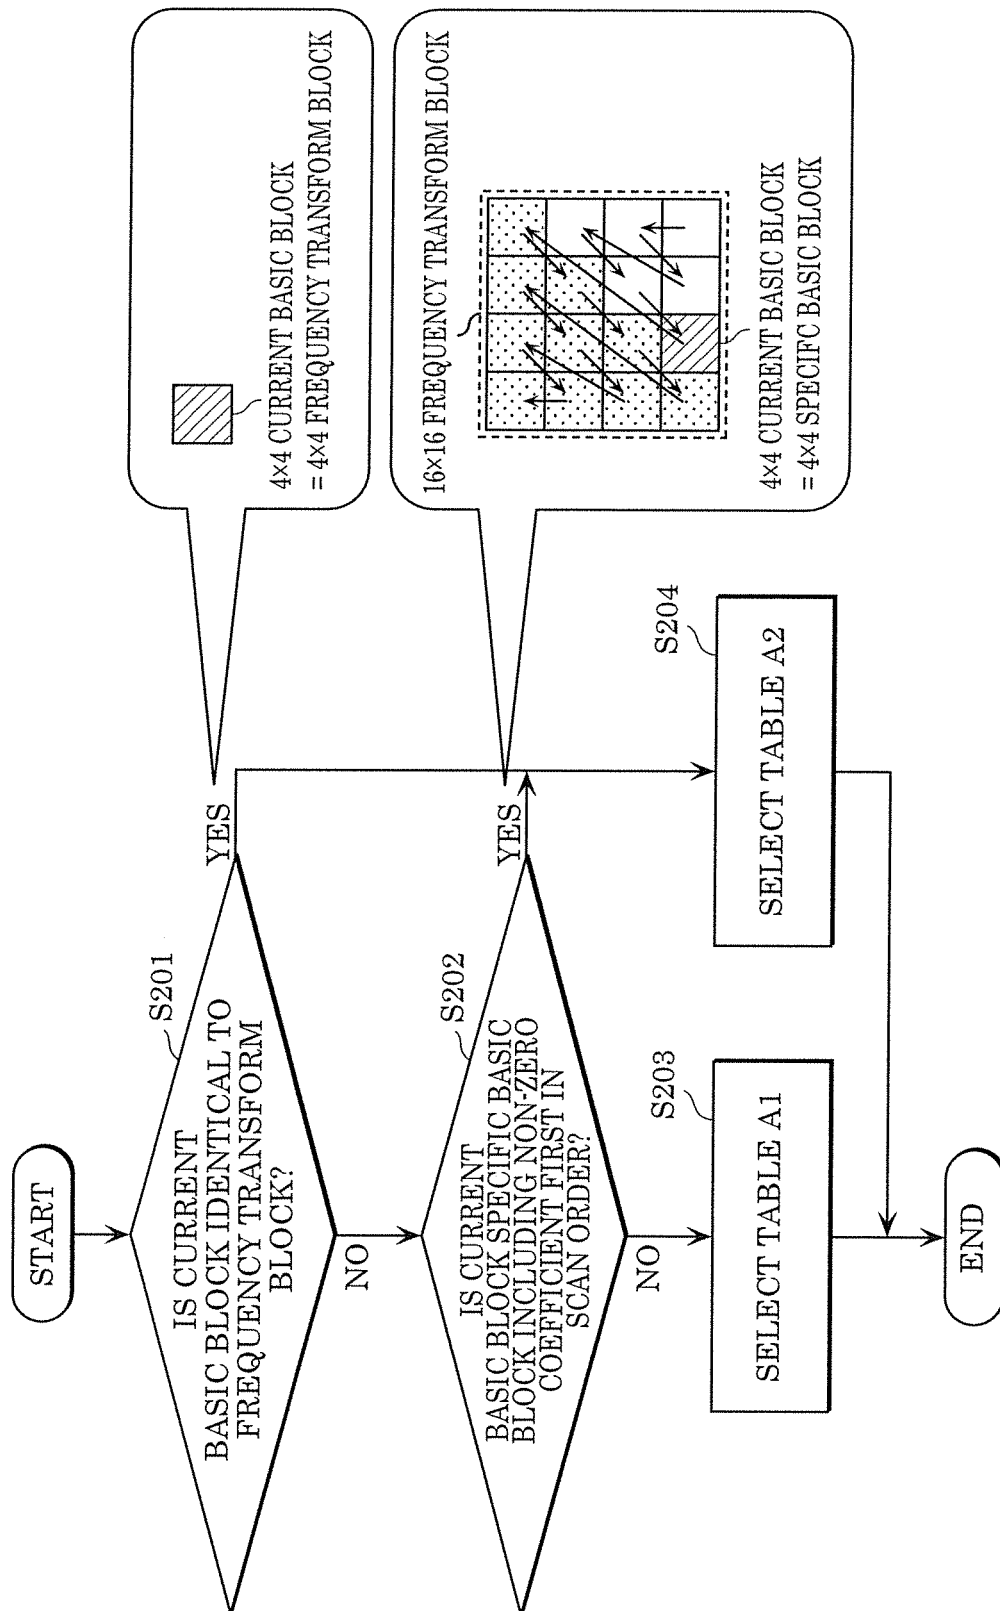 START
S201
IS CURRENT
BASIC BLOCK IDENTICAL TO
FREQUENCY TRANSFORM
BLOCK?
YES
NO
4×4 CURRENT BASIC BLOCK
= 4×4 FREQUENCY TRANSFORM BLOCK
S202
IS CURRENT
BASIC BLOCK SPECIFIC BASIC
BLOCK INCLUDING NON-ZERO
COEFFICIENT FIRST IN
SCAN ORDER?
YES
NO
16×16 FREQUENCY TRANSFORM BLOCK
4×4 CURRENT BASIC BLOCK
= 4×4 SPECIFC BASIC BLOCK
S203
SELECT TABLE A1
S204
SELECT TABLE A2
END